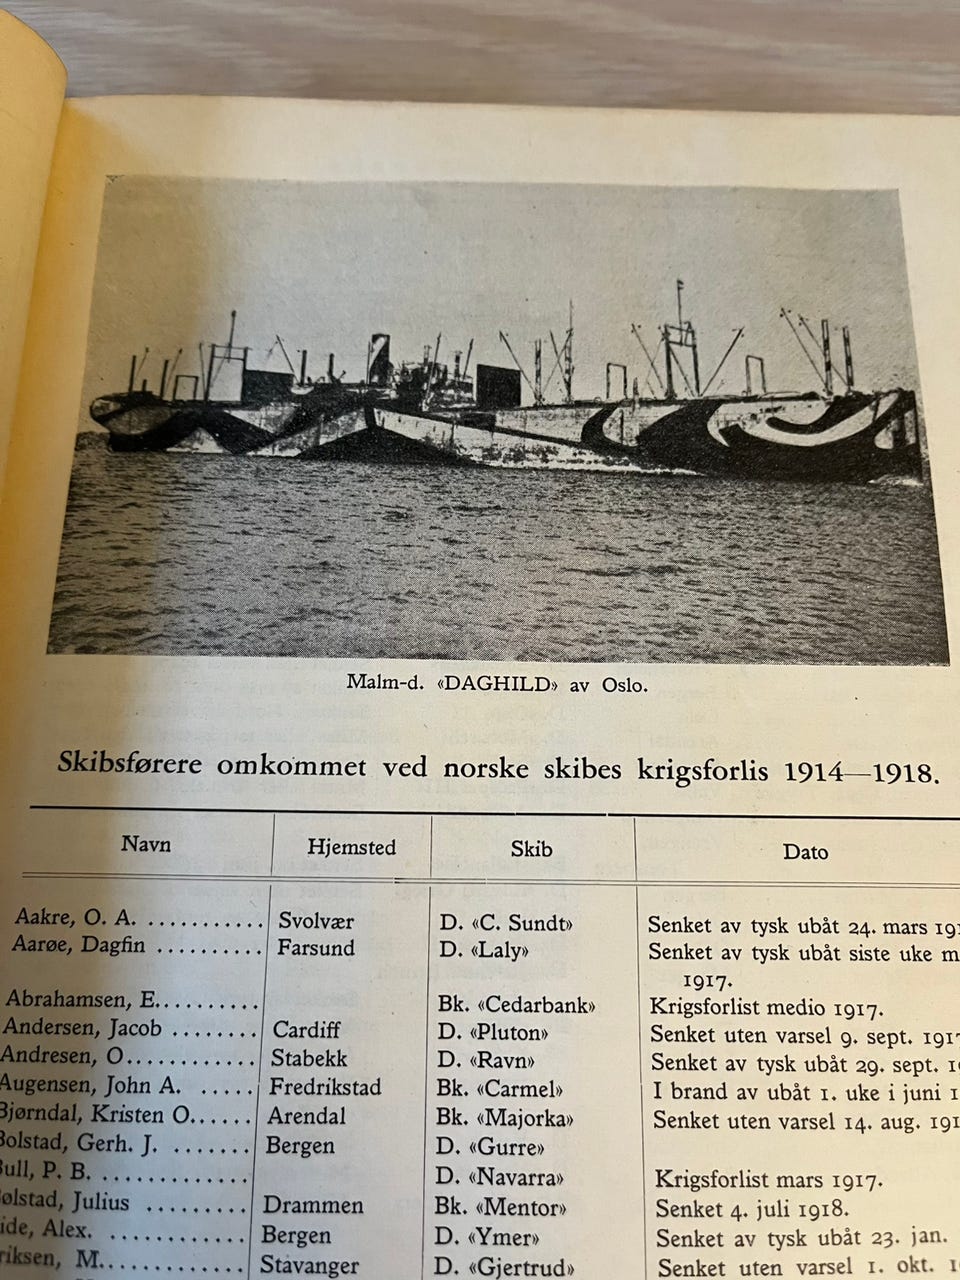 Malm-d. «DAGHILD» av Oslo.
Skibsførere omkommet ved norske skibes krigsforlis 1914—1918.
Navn Hjemsted Skib Dato
Aakre, O. A. ........... Svolvær D. «C. Sundt» Senket av tysk ubåt 24. mars
Aarøe, Dagfin .......... Farsund D. «Laly» Senket av tysk ubåt siste uke
1917.
Abrahamsen, E.......... Bk. «Cedarbank» Krigsforlist medio 1917.
Andersen, Jacob ........ Cardiff D. «Pluton» Senket uten varsel 9. sept.
Andresen, O............ Stabekk D. «Ravn» Senket av tysk ubåt 29. sept.
Augensen, John A. ..... Fredrikstad Bk. «Carmel» I brand av ubåt 1. uke i juni
Bjørndal, Kristen O...... Arendal Bk. «Majorka» Senket uten varsel 14. aug.
Bolstad, Gerh. J. ....... Bergen D. «Gurre»
P. B. .............. D. «Navarra» Krigsforlist mars 1917.
Julius ......... Drammen Bk. «Mentor» Senket 4. juli 1918.
Alex. ............ Bergen D. «Ymer» Senket av tysk ubåt 23. jan.
M............. Stavanger D. «Gjertrud» Senket uten varsel 1. okt.